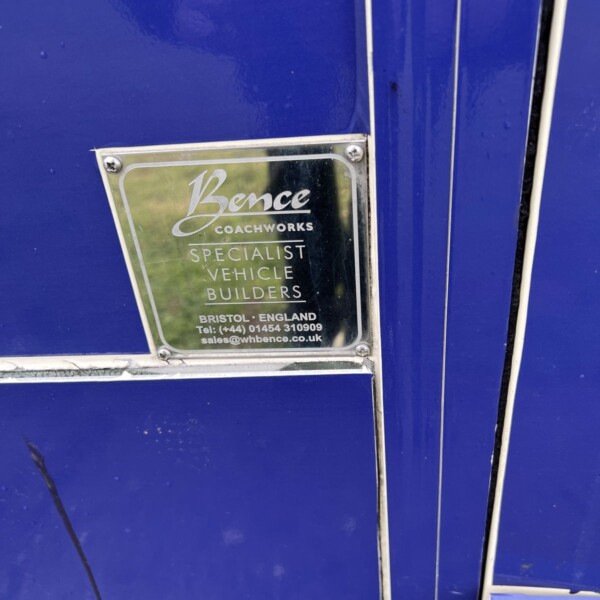 Bence
COACHWORKS
SPECIALIST
VEHICLE
BUILDERS
BRISTOL · ENGLAND
Tel: (+44) 01454 310909
sales@whbence.co.uk